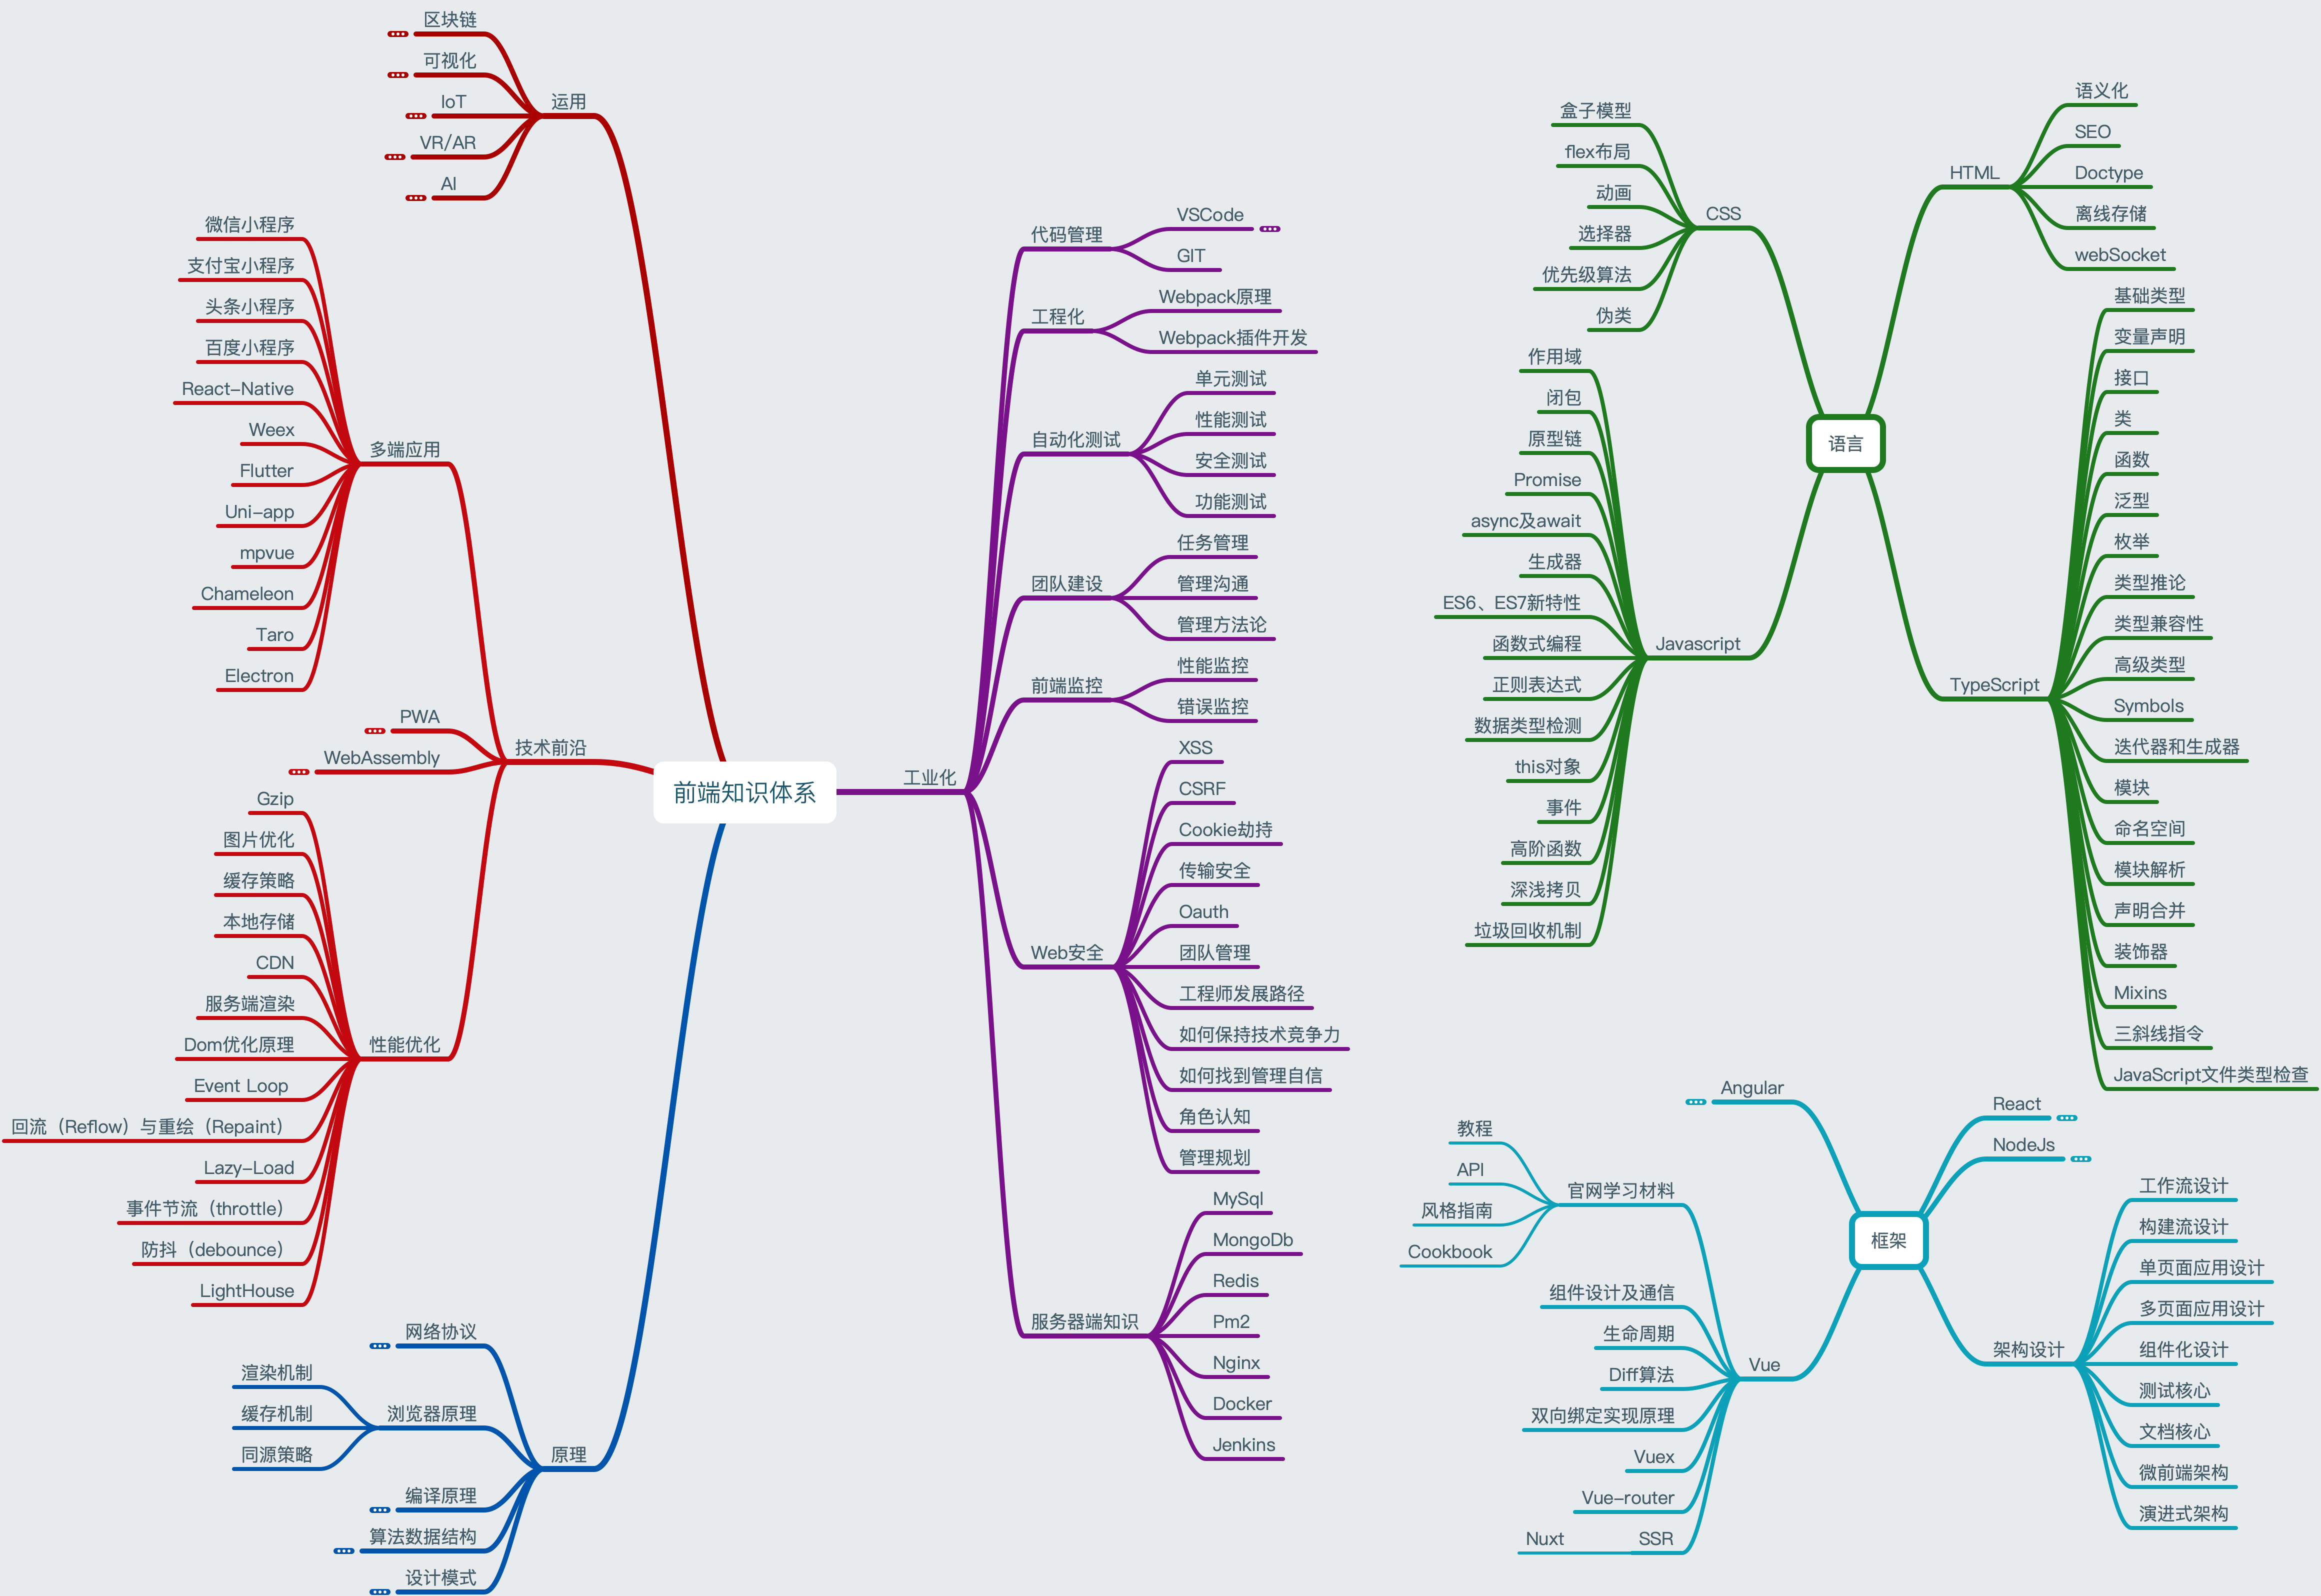 前端知识体系
运用
区块链
可视化
IoT
VR/AR
AI
技术前沿
多端应用
微信小程序
支付宝小程序
头条小程序
百度小程序
React-Native
Weex
Flutter
Uni-app
mpvue
Chameleon
Taro
Electron
PWA
WebAssembly
性能优化
Gzip
图片优化
缓存策略
本地存储
CDN
服务端渲染
Dom优化原理
Event Loop
回流（Reflow）与重绘（Repaint）
Lazy-Load
事件节流（throttle）
防抖（debounce）
LightHouse
原理
网络协议
浏览器原理
渲染机制
缓存机制
同源策略
编译原理
算法数据结构
设计模式
工业化
代码管理
VSCode
GIT
工程化
Webpack原理
Webpack插件开发
自动化测试
单元测试
性能测试
安全测试
功能测试
团队建设
任务管理
管理沟通
管理方法论
前端监控
性能监控
错误监控
Web安全
XSS
CSRF
Cookie劫持
传输安全
Oauth
团队管理
工程师发展路径
如何保持技术竞争力
如何找到管理自信
角色认知
管理规划
服务器端知识
MySql
MongoDb
Redis
Pm2
Nginx
Docker
Jenkins
语言
CSS
盒子模型
flex布局
动画
选择器
优先级算法
伪类
Javascript
作用域
闭包
原型链
Promise
async及await
生成器
ES6、ES7新特性
函数式编程
正则表达式
数据类型检测
this对象
事件
高阶函数
深浅拷贝
垃圾回收机制
HTML
语义化
SEO
Doctype
离线存储
webSocket
TypeScript
基础类型
变量声明
接口
类
函数
泛型
枚举
类型推论
类型兼容性
高级类型
Symbols
迭代器和生成器
模块
命名空间
模块解析
声明合并
装饰器
Mixins
三斜线指令
JavaScript文件类型检查
框架
Angular
Vue
官网学习材料
教程
API
风格指南
Cookbook
组件设计及通信
生命周期
Diff算法
双向绑定实现原理
Vuex
Vue-router
SSR
Nuxt
React
NodeJs
架构设计
工作流设计
构建流设计
单页面应用设计
多页面应用设计
组件化设计
测试核心
文档核心
微前端架构
演进式架构